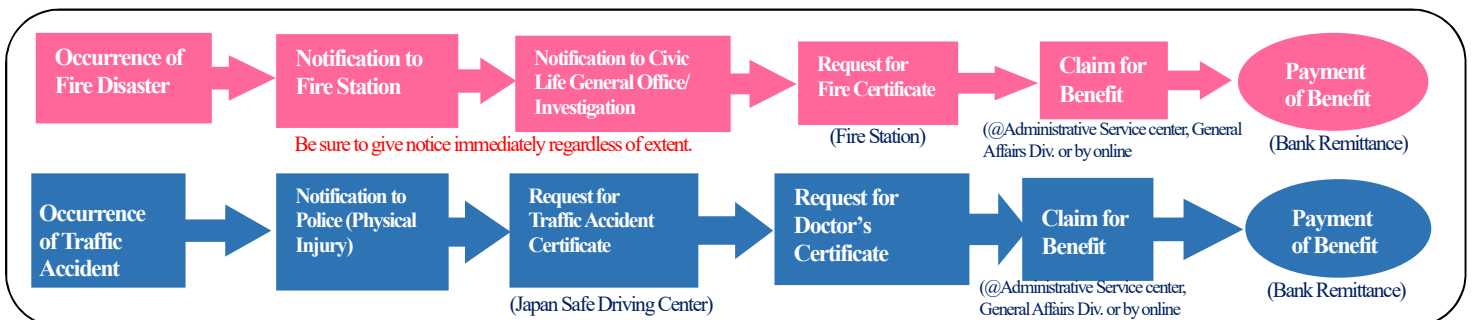 Occurrence of
Fire Disaster
Notification to
Fire Station
Notification to Civic
Life General Office/
Investigation
Request for
Fire Certificate
Claim for
Benefit
Payment
of Benefit
Be sure to give notice immediately regardless of extent.
(Fire Station)
(@Administrative Service center, General
Affairs Div. or by online
(Bank Remittance)
Occurrence
of Traffic
Accident
Notification to
Police (Physical
Injury)
Request for
Traffic Accident
Certificate
Request for
Doctor's
Certificate
Claim for
Benefit
Payment
of Benefit
(Japan Safe Driving Center)
(@Administrative Service center,
General Affairs Div. or by online
(Bank Remittance)